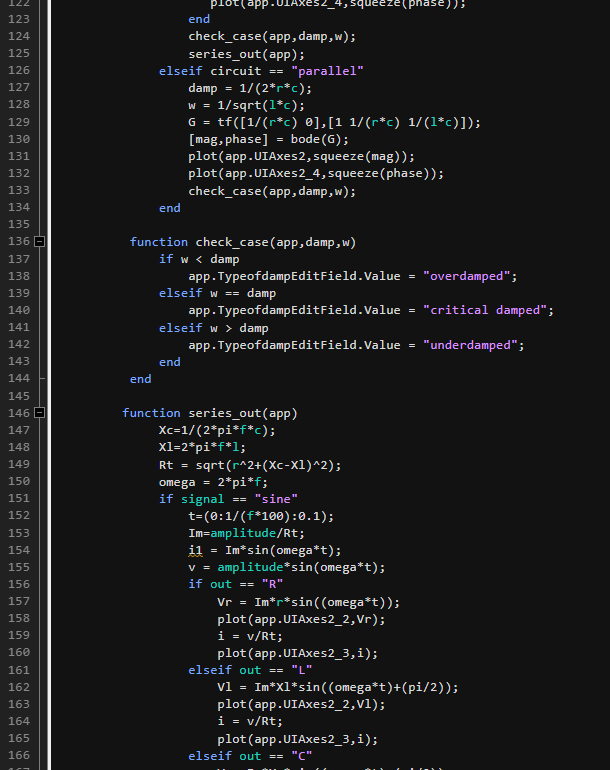 122 plot(app.UIAxes2_4,squeeze(phase));
123 end
124 check_case(app,damp,w);
125 series_out(app);
126 elseif circuit == "parallel"
127 damp = 1/(2*r*c);
128 w = 1/sqrt(l*c);
129 G = tf([1/(r*c) 0],[1 1/(r*c) 1/(l*c)]);
130 [mag,phase] = bode(G);
131 plot(app.UIAxes2,squeeze(mag));
132 plot(app.UIAxes2_4,squeeze(phase));
133 check_case(app,damp,w);
134 end
135
136 function check_case(app,damp,w)
137 if w < damp
138 app.TypeofdampEditField.Value = "overdamped";
139 elseif w == damp
140 app.TypeofdampEditField.Value = "critical damped";
141 elseif w > damp
142 app.TypeofdampEditField.Value = "underdamped";
143 end
144 end
145
146 function series_out(app)
147 Xc=1/(2*pi*f*c);
148 Xl=2*pi*f*l;
149 Rt = sqrt(r^2+(Xc-Xl)^2);
150 omega = 2*pi*f;
151 if signal == "sine"
152 t=(0:1/(f*100):0.1);
153 Im=amplitude/Rt;
154 i1 = Im*sin(omega*t);
155 v = amplitude*sin(omega*t);
156 if out == "R"
157 Vr = Im*r*sin((omega*t));
158 plot(app.UIAxes2_2,Vr);
159 i = v/Rt;
160 plot(app.UIAxes2_3,i);
161 elseif out == "L"
162 Vl = Im*Xl*sin((omega*t)+(pi/2));
163 plot(app.UIAxes2_2,Vl);
164 i = v/Rt;
165 plot(app.UIAxes2_3,i);
166 elseif out == "C"